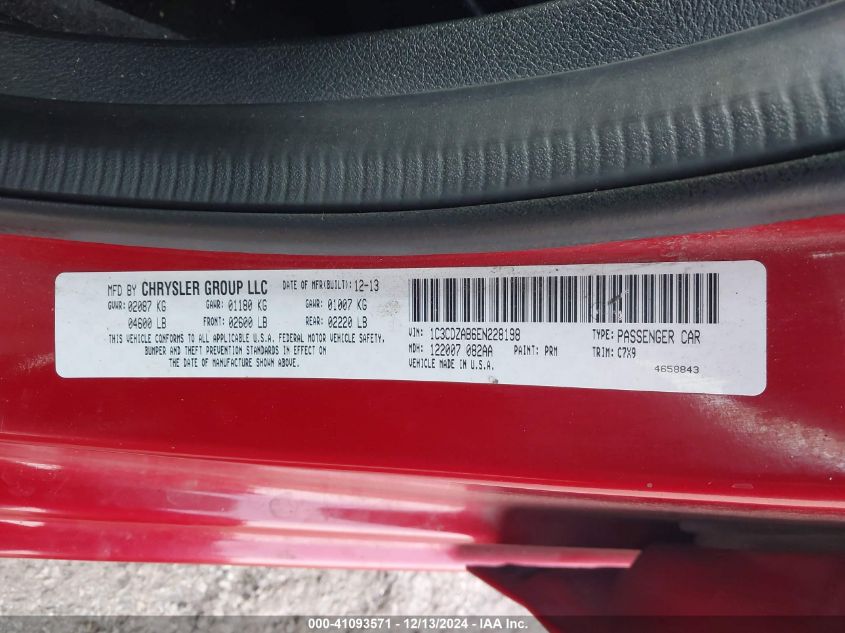 MFD BY CHRYSLER GROUP LLC DATE OF MFR(BUILT): 12-13
GVWR: 02087 KG GAWR: 01180 KG GAWR: 01007 KG
04600 LB FRONT: 02600 LB REAR: 02220 LB
THIS VEHICLE CONFORMS TO ALL APPLICABLE U.S.A. FEDERAL MOTOR VEHICLE SAFETY,
BUMPER AND THEFT PREVENTION STANDARDS IN EFFECT ON
THE DATE OF MANUFACTURE SHOWN ABOVE.
VIN: 1C3CDZAB6EN228198 TYPE: PASSENGER CAR
MDH: 122007 082AA PAINT: PRM TRIM: C7X9
VEHICLE MADE IN U.S.A.
4658843
000-41093571 - 12/13/2024 - IAA, Inc.